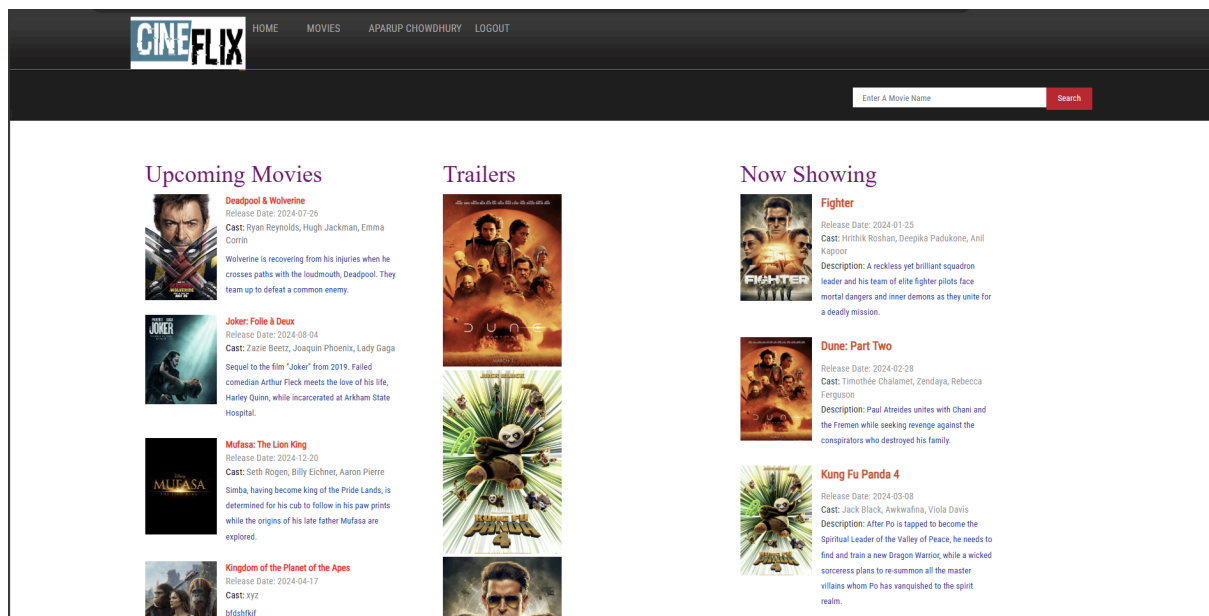 CINEFLIX
HOME MOVIES APARUP CHOWDHURY LOGOUT
Enter A Movie Name Search
Upcoming Movies
Deadpool & Wolverine
Release Date: 2024-07-26
Cast: Ryan Reynolds, Hugh Jackman, Emma
Corrin
Wolverine is recovering from his injuries when he
crosses paths with the loudmouth, Deadpool. They
team up to defeat a common enemy.
JOKER
Joker: Folie à Deux
Release Date: 2024-08-04
Cast: Zazie Beetz, Joaquin Phoenix, Lady Gaga
Sequel to the film "Joker" from 2019. Failed
comedian Arthur Fleck meets the love of his life,
Harley Quinn, while incarcerated at Arkham State
Hospital.
MUFASA
Mufasa: The Lion King
Release Date: 2024-12-20
Cast: Seth Rogen, Billy Eichner, Aaron Pierre
Simba, having become king of the Pride Lands, is
determined for his cub to follow in his paw prints
while the origins of his late father Mufasa are
explored.
Kingdom of the Planet of the Apes
Release Date: 2024-04-17
Cast: xyz
bfdshfkjf
Trailers
DUNE
KUNG FU
PANDA
4
Now Showing
FIGHTER
Fighter
Release Date: 2024-01-25
Cast: Hrithik Roshan, Deepika Padukone, Anil
Kapoor
Description: A reckless yet brilliant squadron
leader and his team of elite fighter pilots face
mortal dangers and inner demons as they unite for
a deadly mission.
DUNE
Dune: Part Two
Release Date: 2024-02-28
Cast: Timothée Chalamet, Zendaya, Rebecca
Ferguson
Description: Paul Atreides unites with Chani and
the Fremen while seeking revenge against the
conspirators who destroyed his family.
KUNG FU
PANDA
4
Kung Fu Panda 4
Release Date: 2024-03-08
Cast: Jack Black, Awkwafina, Viola Davis
Description: After Po is tapped to become the
Spiritual Leader of the Valley of Peace, he needs to
find and train a new Dragon Warrior, while a wicked
sorceress plans to re-summon all the master
villains whom Po has vanquished to the spirit
realm.